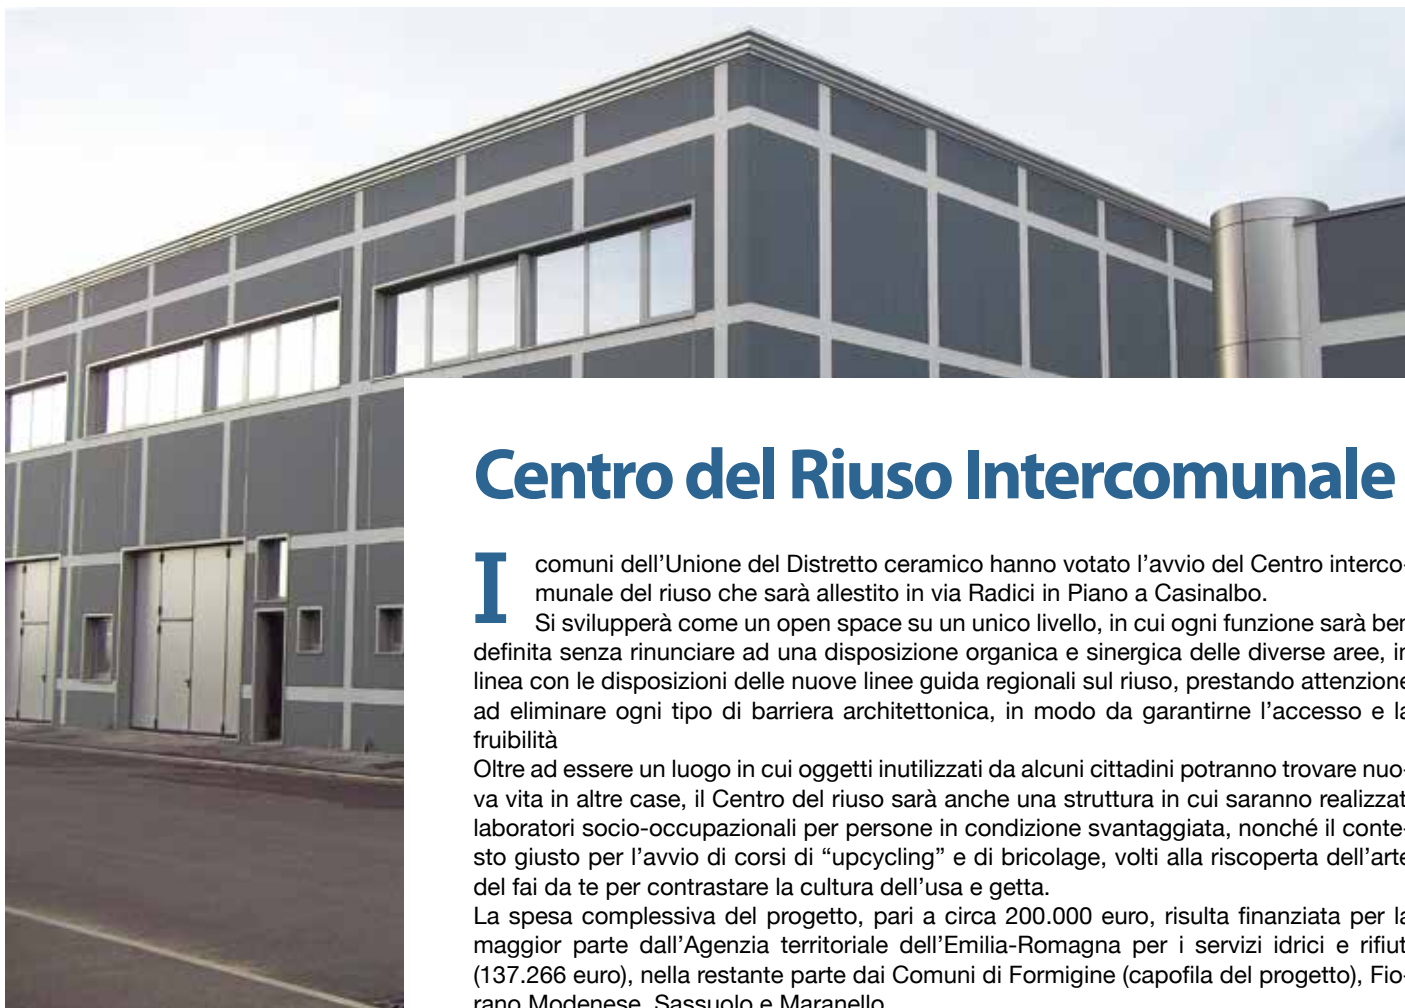 Centro del Riuso Intercomunale
I comuni dell'Unione del Distretto ceramico hanno votato l'avvio del Centro interco-
munale del riuso che sarà allestito in via Radici in Piano a Casinalbo.
Si svilupperà come un open space su un unico livello, in cui ogni funzione sarà ben
definita senza rinunciare ad una disposizione organica e sinergica delle diverse aree, in
linea con le disposizioni delle nuove linee guida regionali sul riuso, prestando attenzione
ad eliminare ogni tipo di barriera architettonica, in modo da garantirne l'accesso e la
fruibilità
Oltre ad essere un luogo in cui oggetti inutilizzati da alcuni cittadini potranno trovare nuo-
va vita in altre case, il Centro del riuso sarà anche una struttura in cui saranno realizzat
laboratori socio-occupazionali per persone in condizione svantaggiata, nonché il conte-
sto giusto per l'avvio di corsi di “upcycling” e di bricolage, volti alla riscoperta dell'arte
del fai da te per contrastare la cultura dell'usa e getta.
La spesa complessiva del progetto, pari a circa 200.000 euro, risulta finanziata per la
maggior parte dall'Agenzia territoriale dell'Emilia-Romagna per i servizi idrici e rifiut
(137.266 euro), nella restante parte dai Comuni di Formigine (capofila del progetto), Fio-
rano Modenese, Sassuolo e Maranello.